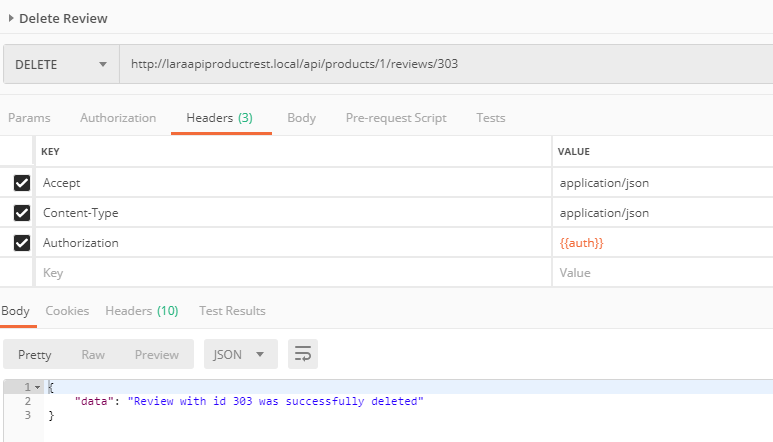 Delete Review
DELETE http://laraapiproductrest.local/api/products/1/reviews/303
Params Authorization Headers (3) Body Pre-request Script Tests
KEY VALUE
Accept application/json
Content-Type application/json
Authorization {{auth}}
Key Value
Body Cookies Headers (10) Test Results
Pretty Raw Preview JSON
1 {
2 "data": "Review with id 303 was successfully deleted"
3 }